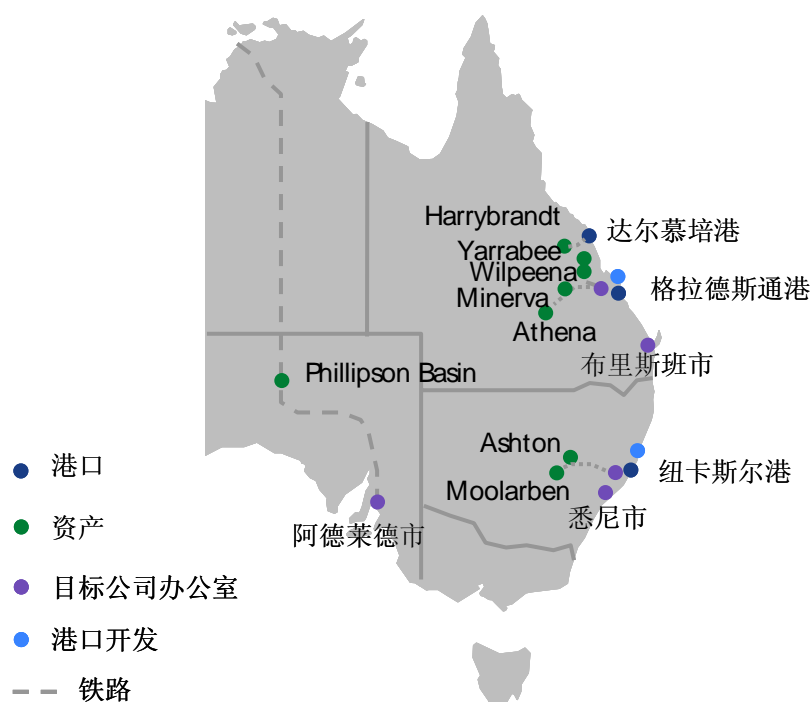 Harrybrandt
达尔慕培港
Yarrabee
Wilpeena
Minerva
格拉德斯通港
Athena
布里斯班市
Phillipson Basin
Ashton
Moolarben
纽卡斯尔港
悉尼市
阿德莱德市
港口
资产
目标公司办公室
港口开发
铁路